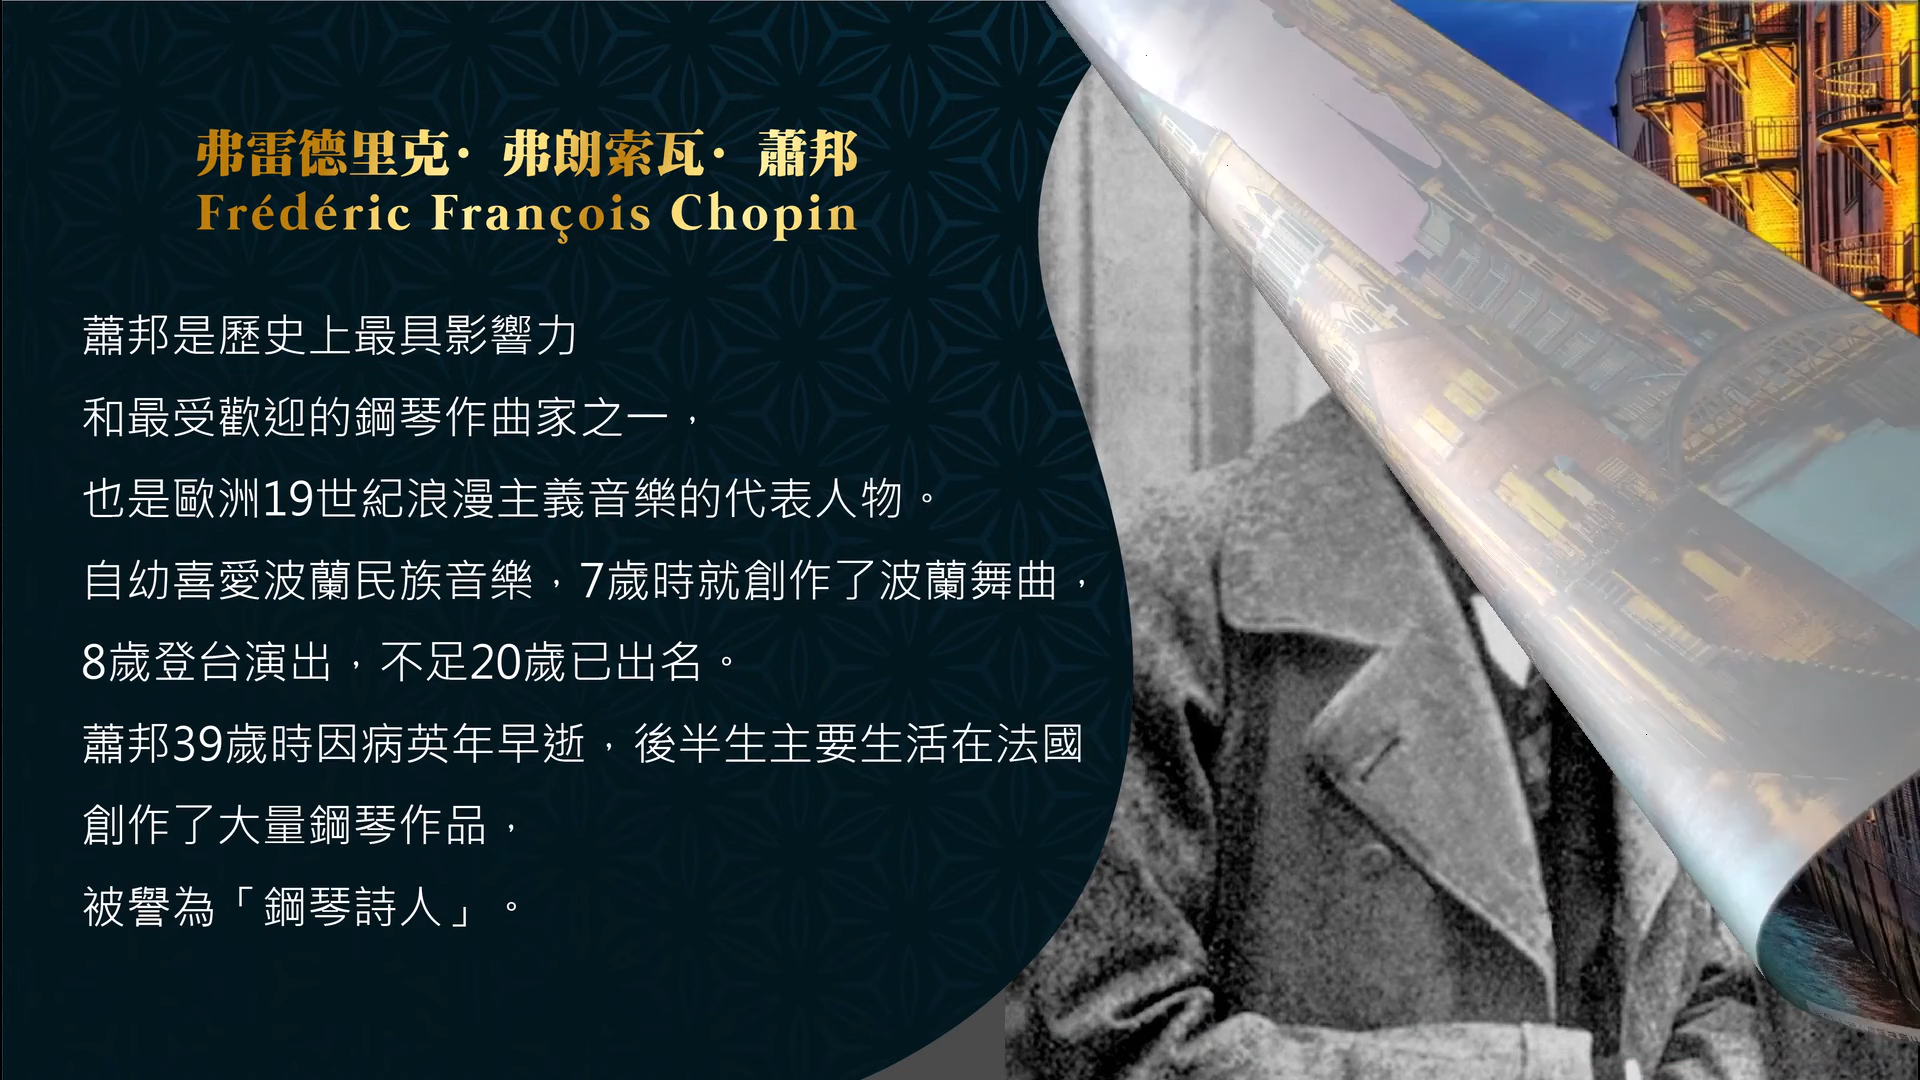 弗雷德里克· 弗朗索瓦· 蕭邦
Frédéric François Chopin
蕭邦是歷史上最具影響力
和最受歡迎的鋼琴作曲家之一，
也是歐洲19世紀浪漫主義音樂的代表人物。
自幼喜愛波蘭民族音樂，7歲時就創作了波蘭舞曲，
8歲登台演出，不足20歲已出名。
蕭邦39歲時因病英年早逝，後半生主要生活在法國
創作了大量鋼琴作品，
被譽為「鋼琴詩人」。